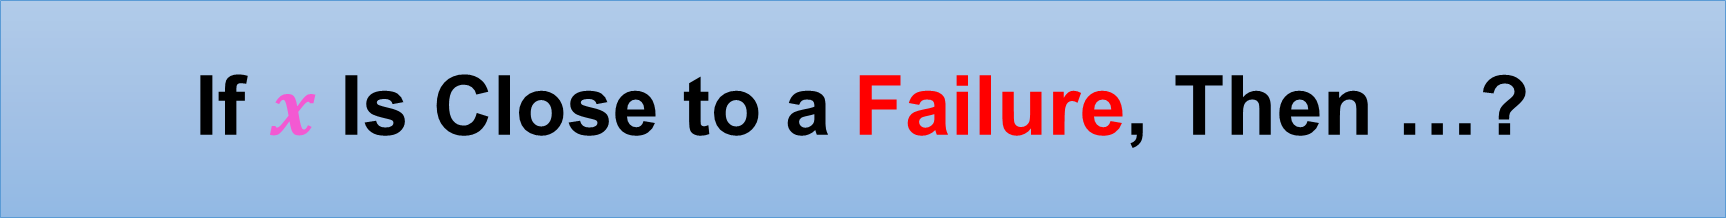 If 𝑥 Is Close to a Failure, Then …?